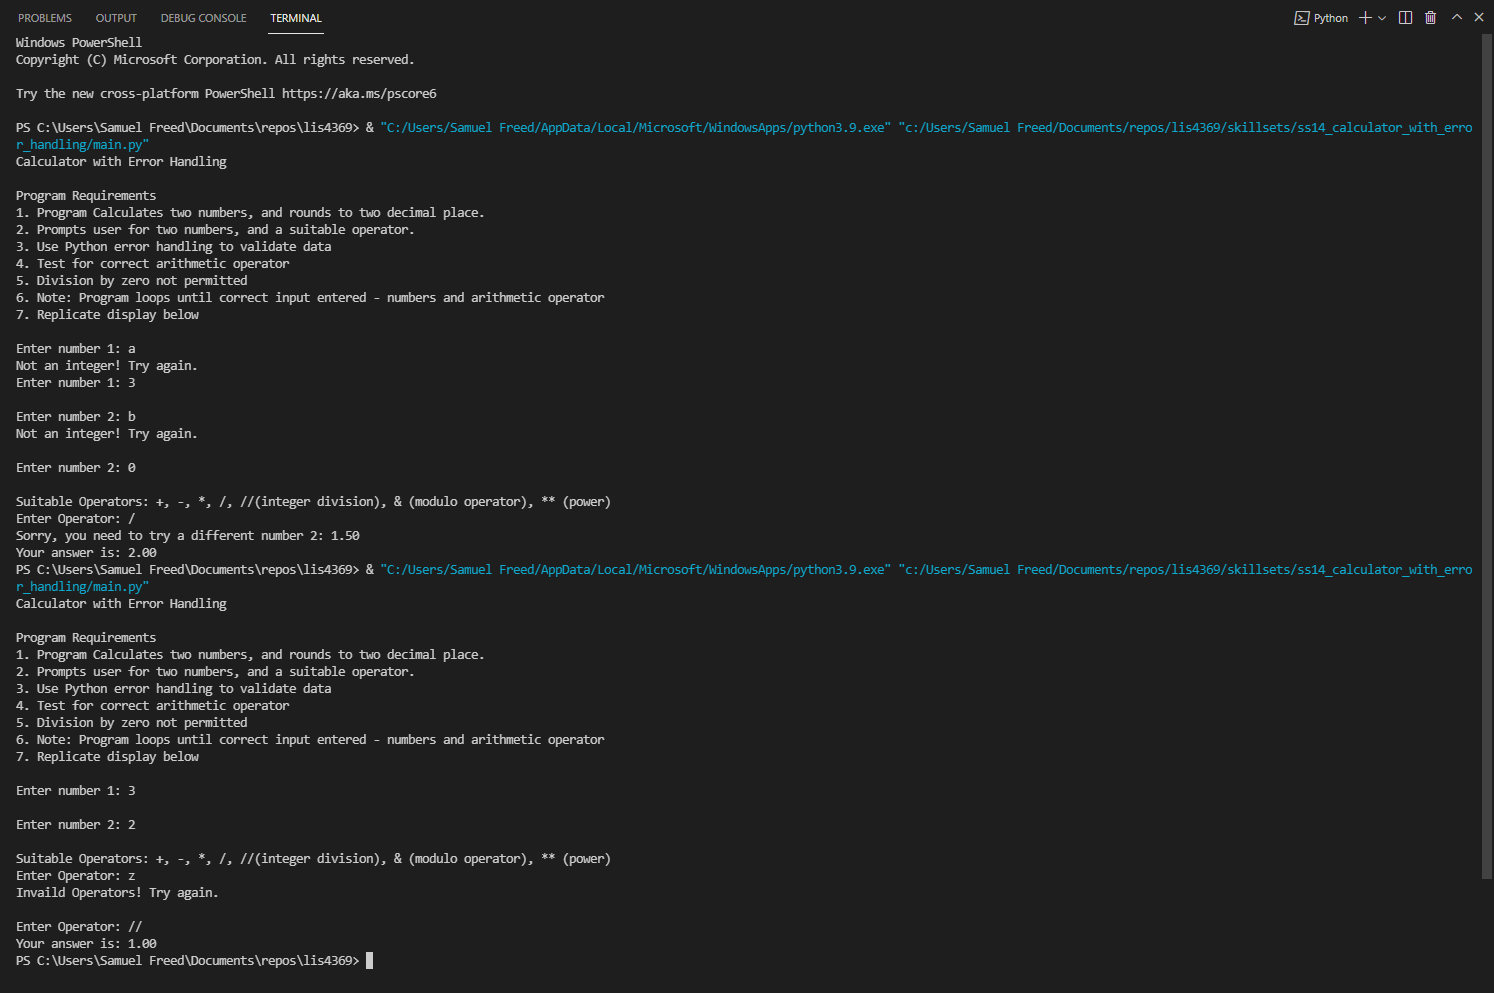 PROBLEMS OUTPUT DEBUG CONSOLE TERMINAL Python
Windows PowerShell
Copyright (C) Microsoft Corporation. All rights reserved.
Try the new cross-platform PowerShell https://aka.ms/pscore6
PS C:\Users\Samuel Freed\Documents\repos\lis4369> & "C:/Users/Samuel Freed/AppData/Local/Microsoft/WindowsApps/python3.9.exe" "c:/Users/Samuel Freed/Documents/repos/lis4369/skillsets/ss14_calculator_with_erro
r_handling/main.py"
Calculator with Error Handling
Program Requirements
1. Program Calculates two numbers, and rounds to two decimal place.
2. Prompts user for two numbers, and a suitable operator.
3. Use Python error handling to validate data
4. Test for correct arithmetic operator
5. Division by zero not permitted
6. Note: Program loops until correct input entered - numbers and arithmetic operator
7. Replicate display below
Enter number 1: a
Not an integer! Try again.
Enter number 1: 3
Enter number 2: b
Not an integer! Try again.
Enter number 2: 0
Suitable Operators: +, -, *, /, //(integer division), & (modulo operator), ** (power)
Enter Operator: /
Sorry, you need to try a different number 2: 1.50
Your answer is: 2.00
PS C:\Users\Samuel Freed\Documents\repos\lis4369> & "C:/Users/Samuel Freed/AppData/Local/Microsoft/WindowsApps/python3.9.exe" "c:/Users/Samuel Freed/Documents/repos/lis4369/skillsets/ss14_calculator_with_erro
r_handling/main.py"
Calculator with Error Handling
Program Requirements
1. Program Calculates two numbers, and rounds to two decimal place.
2. Prompts user for two numbers, and a suitable operator.
3. Use Python error handling to validate data
4. Test for correct arithmetic operator
5. Division by zero not permitted
6. Note: Program loops until correct input entered - numbers and arithmetic operator
7. Replicate display below
Enter number 1: 3
Enter number 2: 2
Suitable Operators: +, -, *, /, //(integer division), & (modulo operator), ** (power)
Enter Operator: z
Invaild Operators! Try again.
Enter Operator: //
Your answer is: 1.00
PS C:\Users\Samuel Freed\Documents\repos\lis4369>